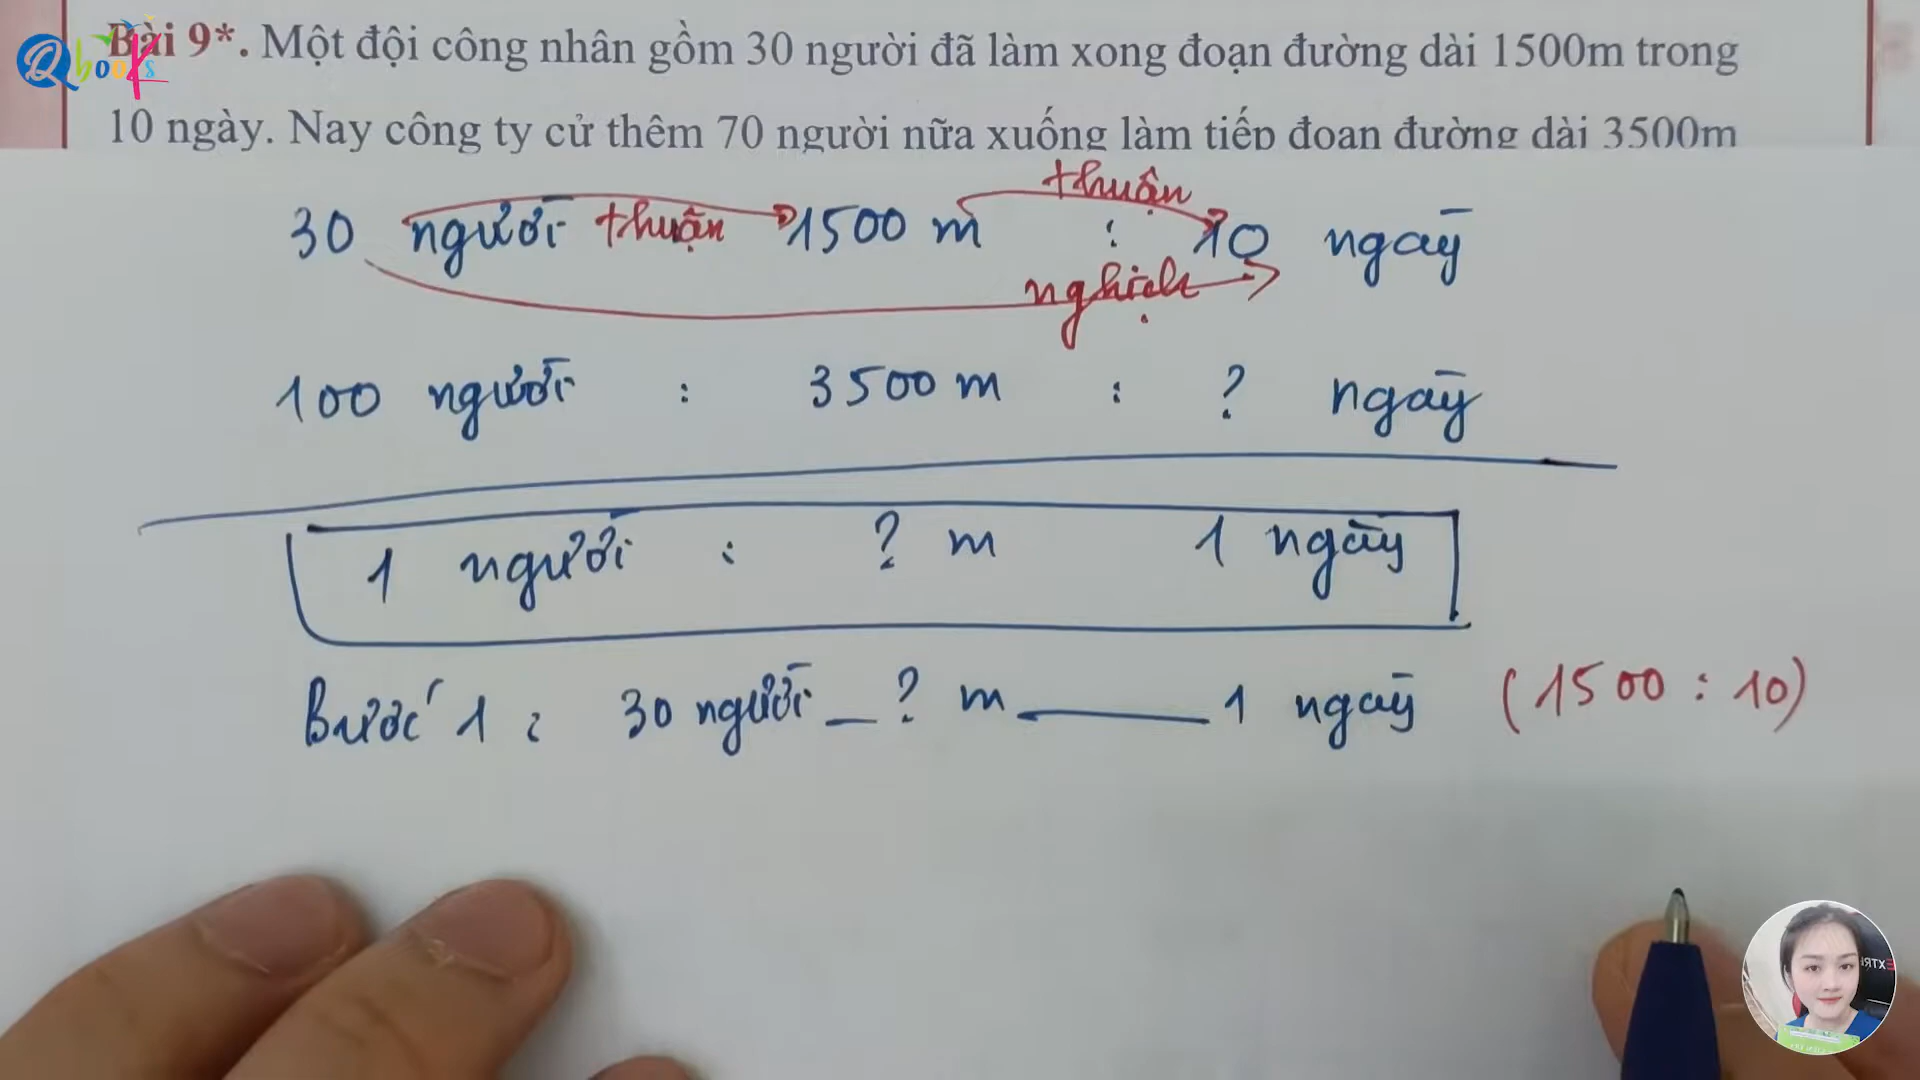 Qbooks
Bài 9*. Một đội công nhân gồm 30 người đã làm xong đoạn đường dài 1500m trong
10 ngày. Nay công ty cử thêm 70 người nữa xuống làm tiếp đoạn đường dài 3500m
thuận
30 người thuận 1500 m : 10 ngày
nghịch
100 người : 3500 m : ? ngày
1 người : ? m 1 ngày
Bước 1 : 30 người _ ? m ___ 1 ngày (1500 : 10)